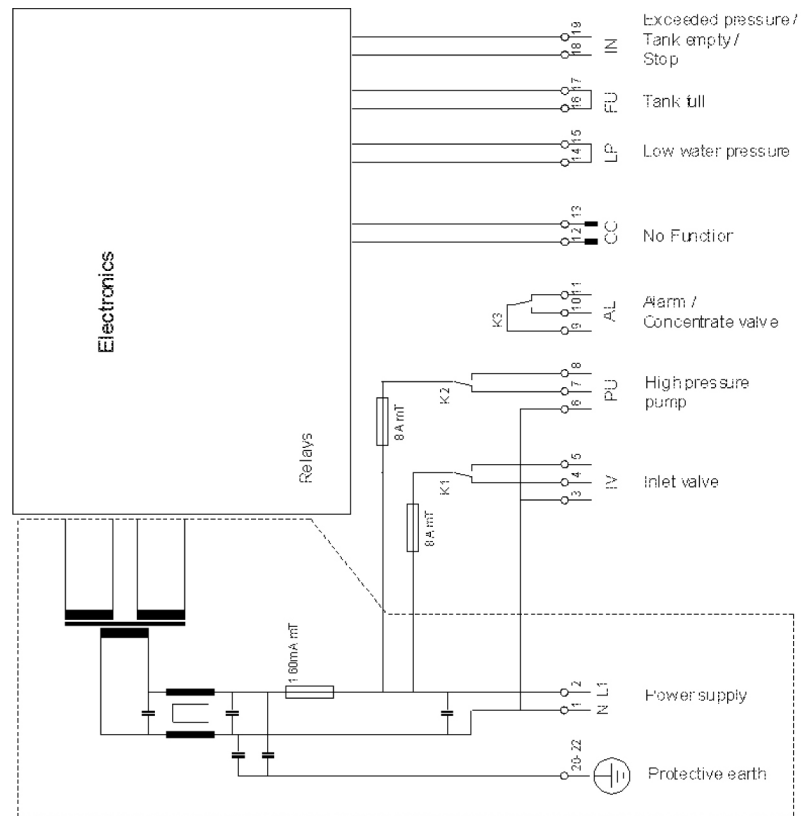 19
18
IN
Exceeded pressure /
Tank empty /
Stop
17
16
FU
Tank full
15
14
LP
Low water pressure
13
12
CC
No Function
Electronics
11
10
9
K3
AL
Alarm /
Concentrate valve
8
7
6
K2
PU
High pressure
pump
8 A mT
Relays
5
4
3
K1
IV
Inlet valve
8 A mT
160mA mT
2
L1
1
N
Power supply
20-22
Protective earth